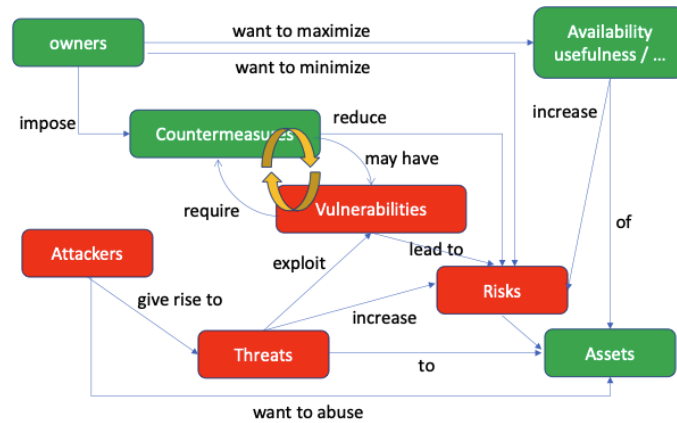 want to maximize
Availability
usefulness / ...
owners
want to minimize
impose
Countermeasures
reduce
increase
may have
require
Vulnerabilities
Attackers
exploit
lead to
of
give rise to
Risks
increase
Threats
to
Assets
want to abuse